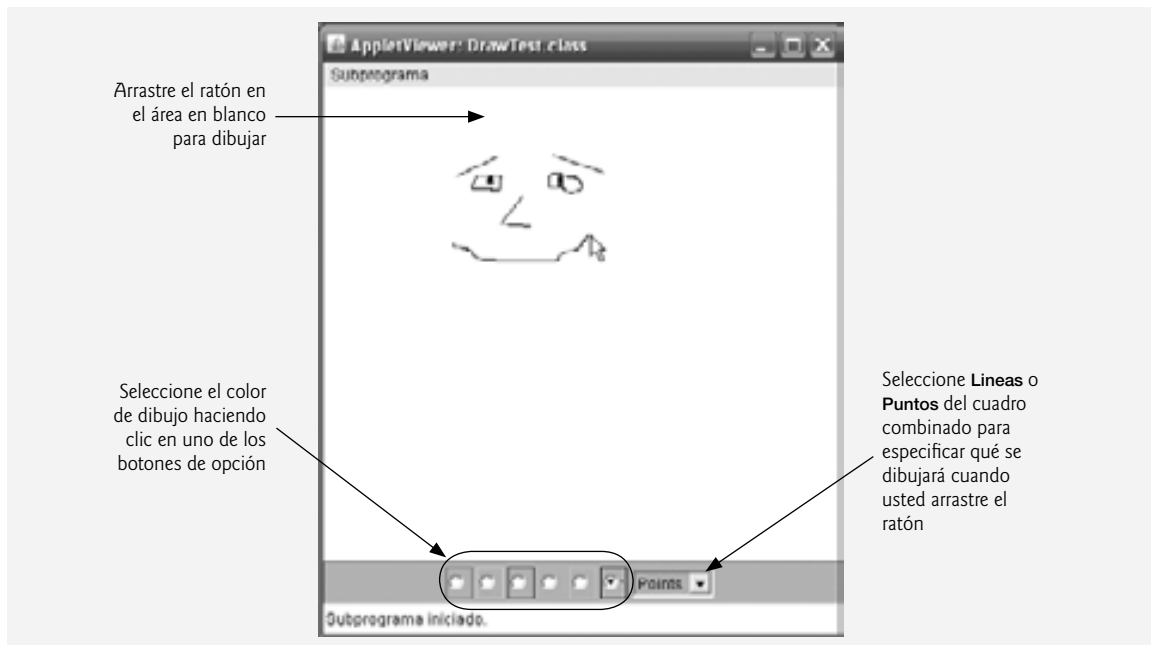 AppletViewer: DrawTest.class
Subprograma
Arrastre el ratón en
el área en blanco
para dibujar
Seleccione el color
de dibujo haciendo
clic en uno de los
botones de opción
Seleccione Lineas o
Puntos del cuadro
combinado para
especificar qué se
dibujará cuando
usted arrastre el
ratón
Points
Subprograma iniciado.